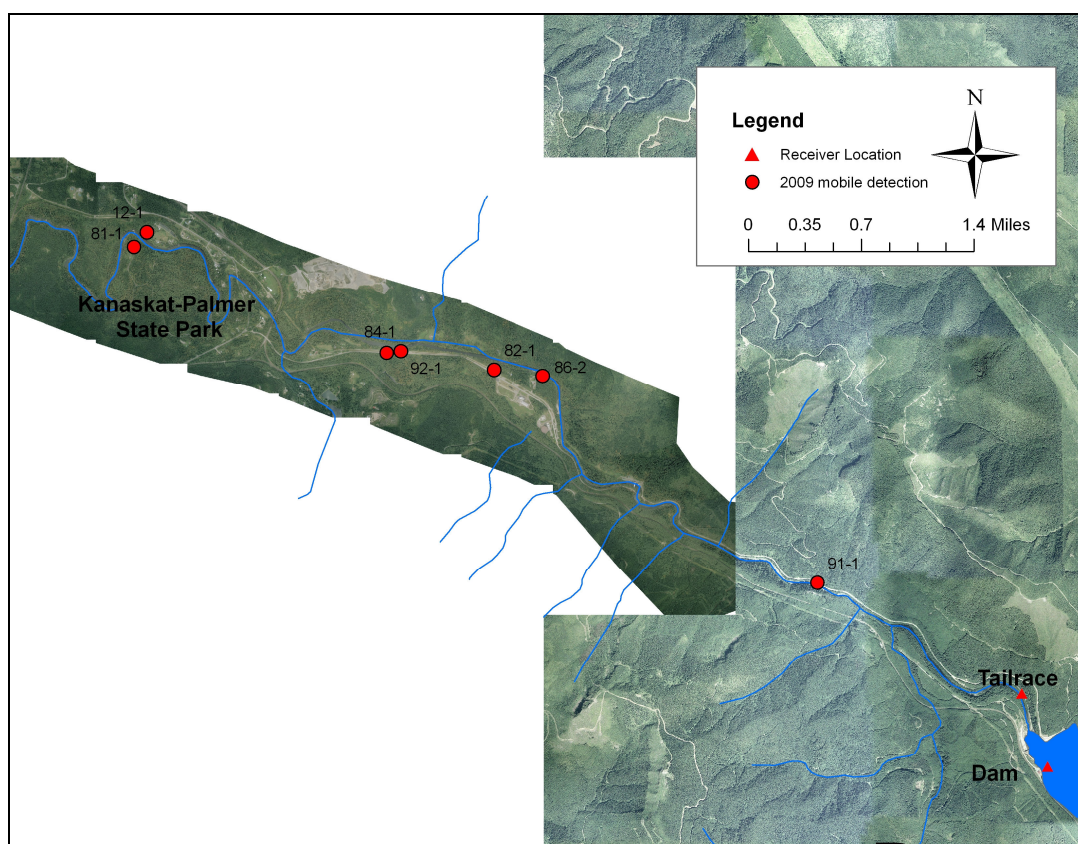 N
Legend
Receiver Location
2009 mobile detection
0 0.35 0.7 1.4 Miles
12-1
81-1
Kanaskat-Palmer
State Park
84-1
92-1
82-1
86-2
91-1
Tailrace
Dam